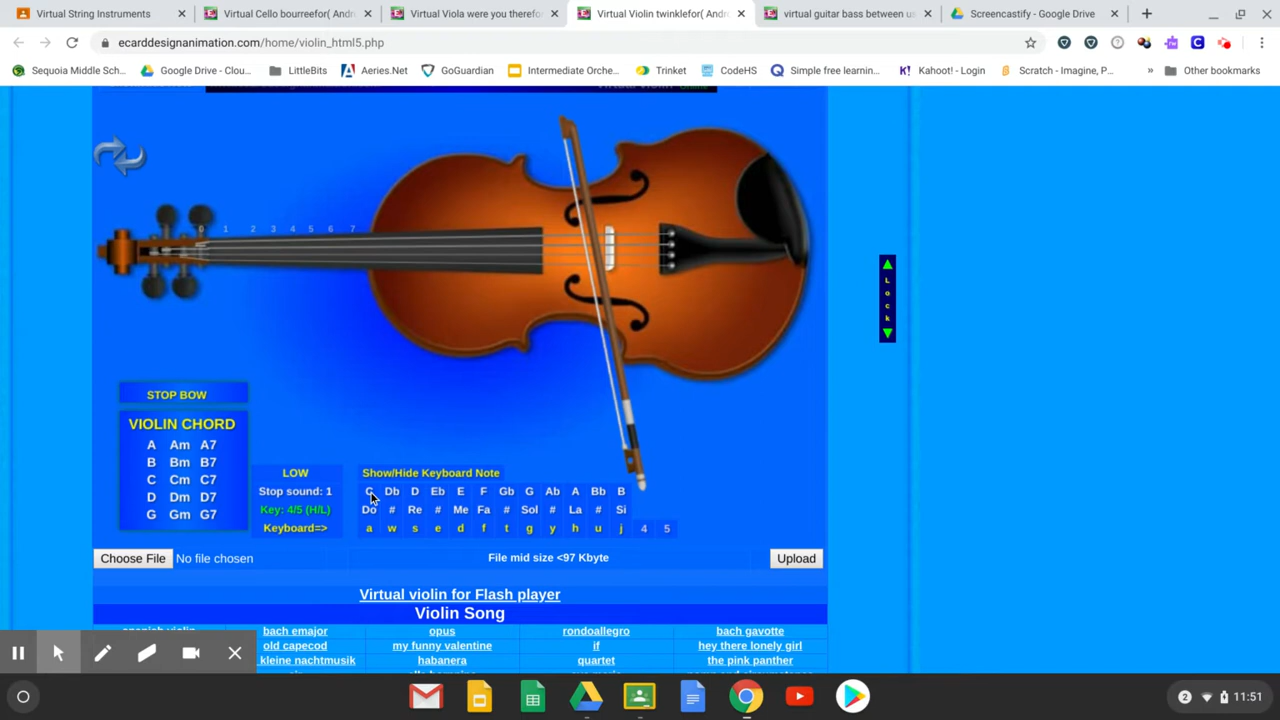 Virtual String Instruments
Virtual Cello bourreefor( Andr
Virtual Viola were you therefo
Virtual Violin twinklefor( Andr
virtual guitar bass between us
Screencastify - Google Drive
ecarddesignanimation.com/home/violin_html5.php
Sequoia Middle Sch...
Google Drive - Clou...
LittleBits
Aeries.Net
GoGuardian
Intermediate Orche...
Trinket
CodeHS
Simple free learnin...
Kahoot! - Login
Scratch - Imagine, P...
»
Other bookmarks
0 1 2 3 4 5 6 7
Lock
STOP BOW
VIOLIN CHORD
A Am A7
B Bm B7
C Cm C7
D Dm D7
G Gm G7
LOW
Stop sound: 1
Key: 4/5 (H/L)
Keyboard=>
Show/Hide Keyboard Note
C Db D Eb E F Gb G Ab A Bb B
Do # Re # Me Fa # Sol # La # Si
a w s e d f t g y h u j 4 5
Choose File No file chosen
File mid size <97 Kbyte
Upload
Virtual violin for Flash player
Violin Song
spanish violin bach emajor opus rondoallegro bach gavotte
old capecod my funny valentine if hey there lonely girl
kleine nachtmusik habanera quartet the pink panther
2 11:51